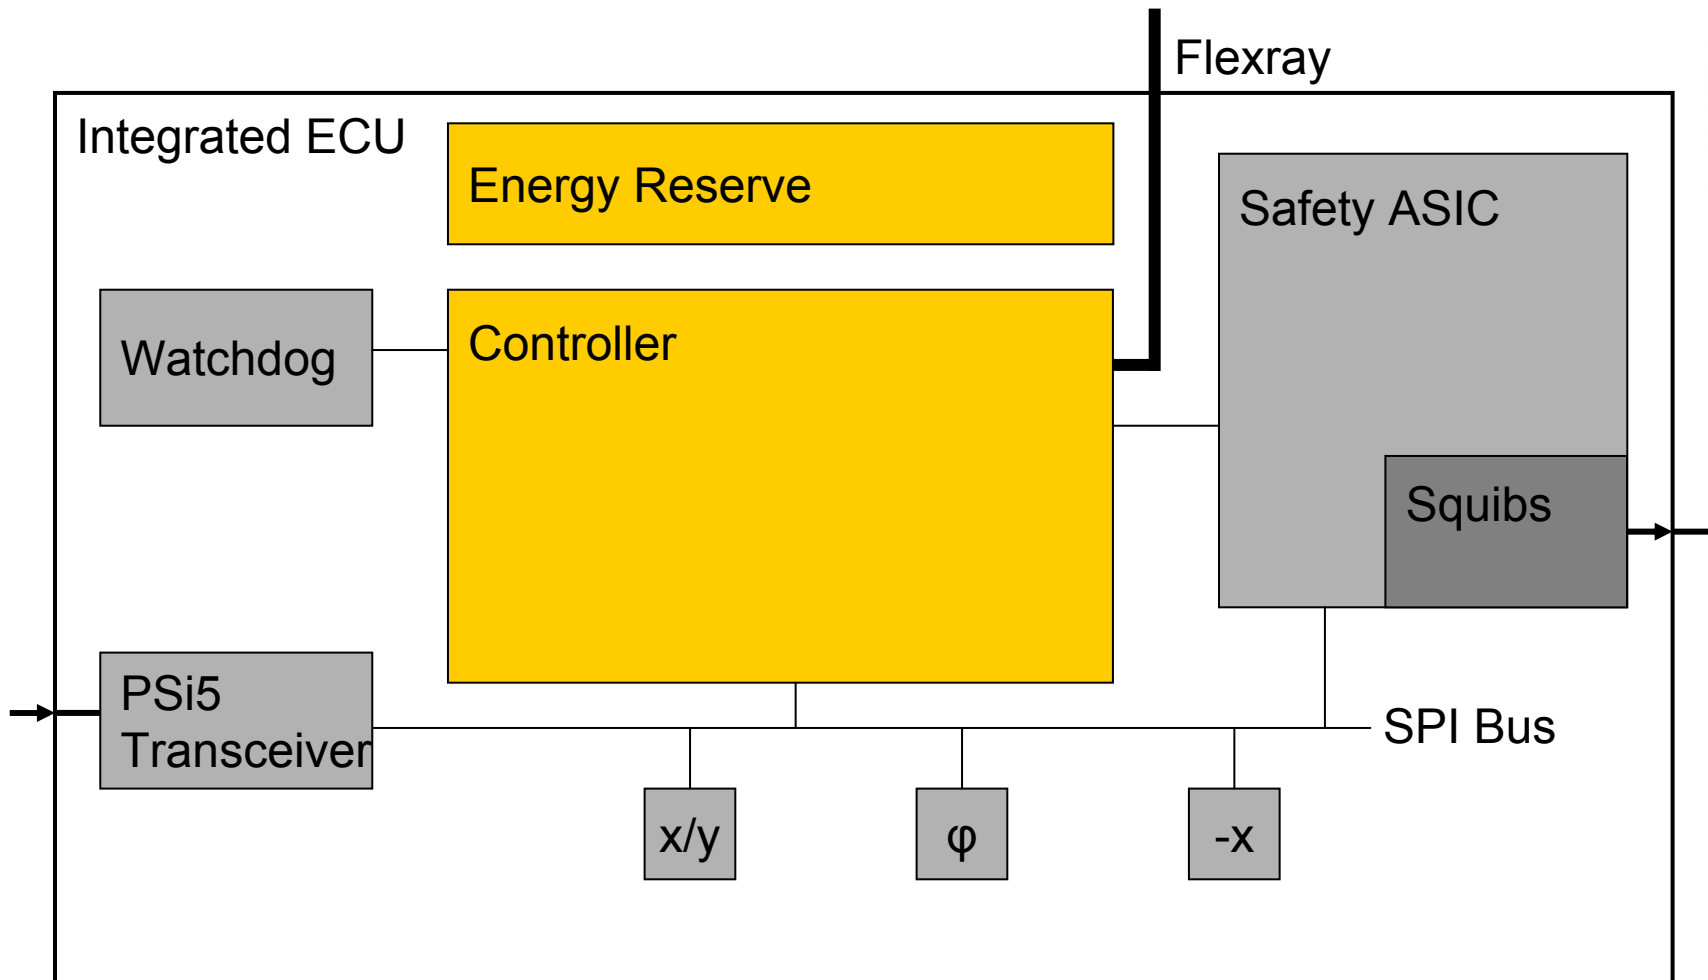 Flexray
Integrated ECU
Energy Reserve
Safety ASIC
Watchdog
Controller
Squibs
PSi5
Transceiver
SPI Bus
x/y
φ
-x